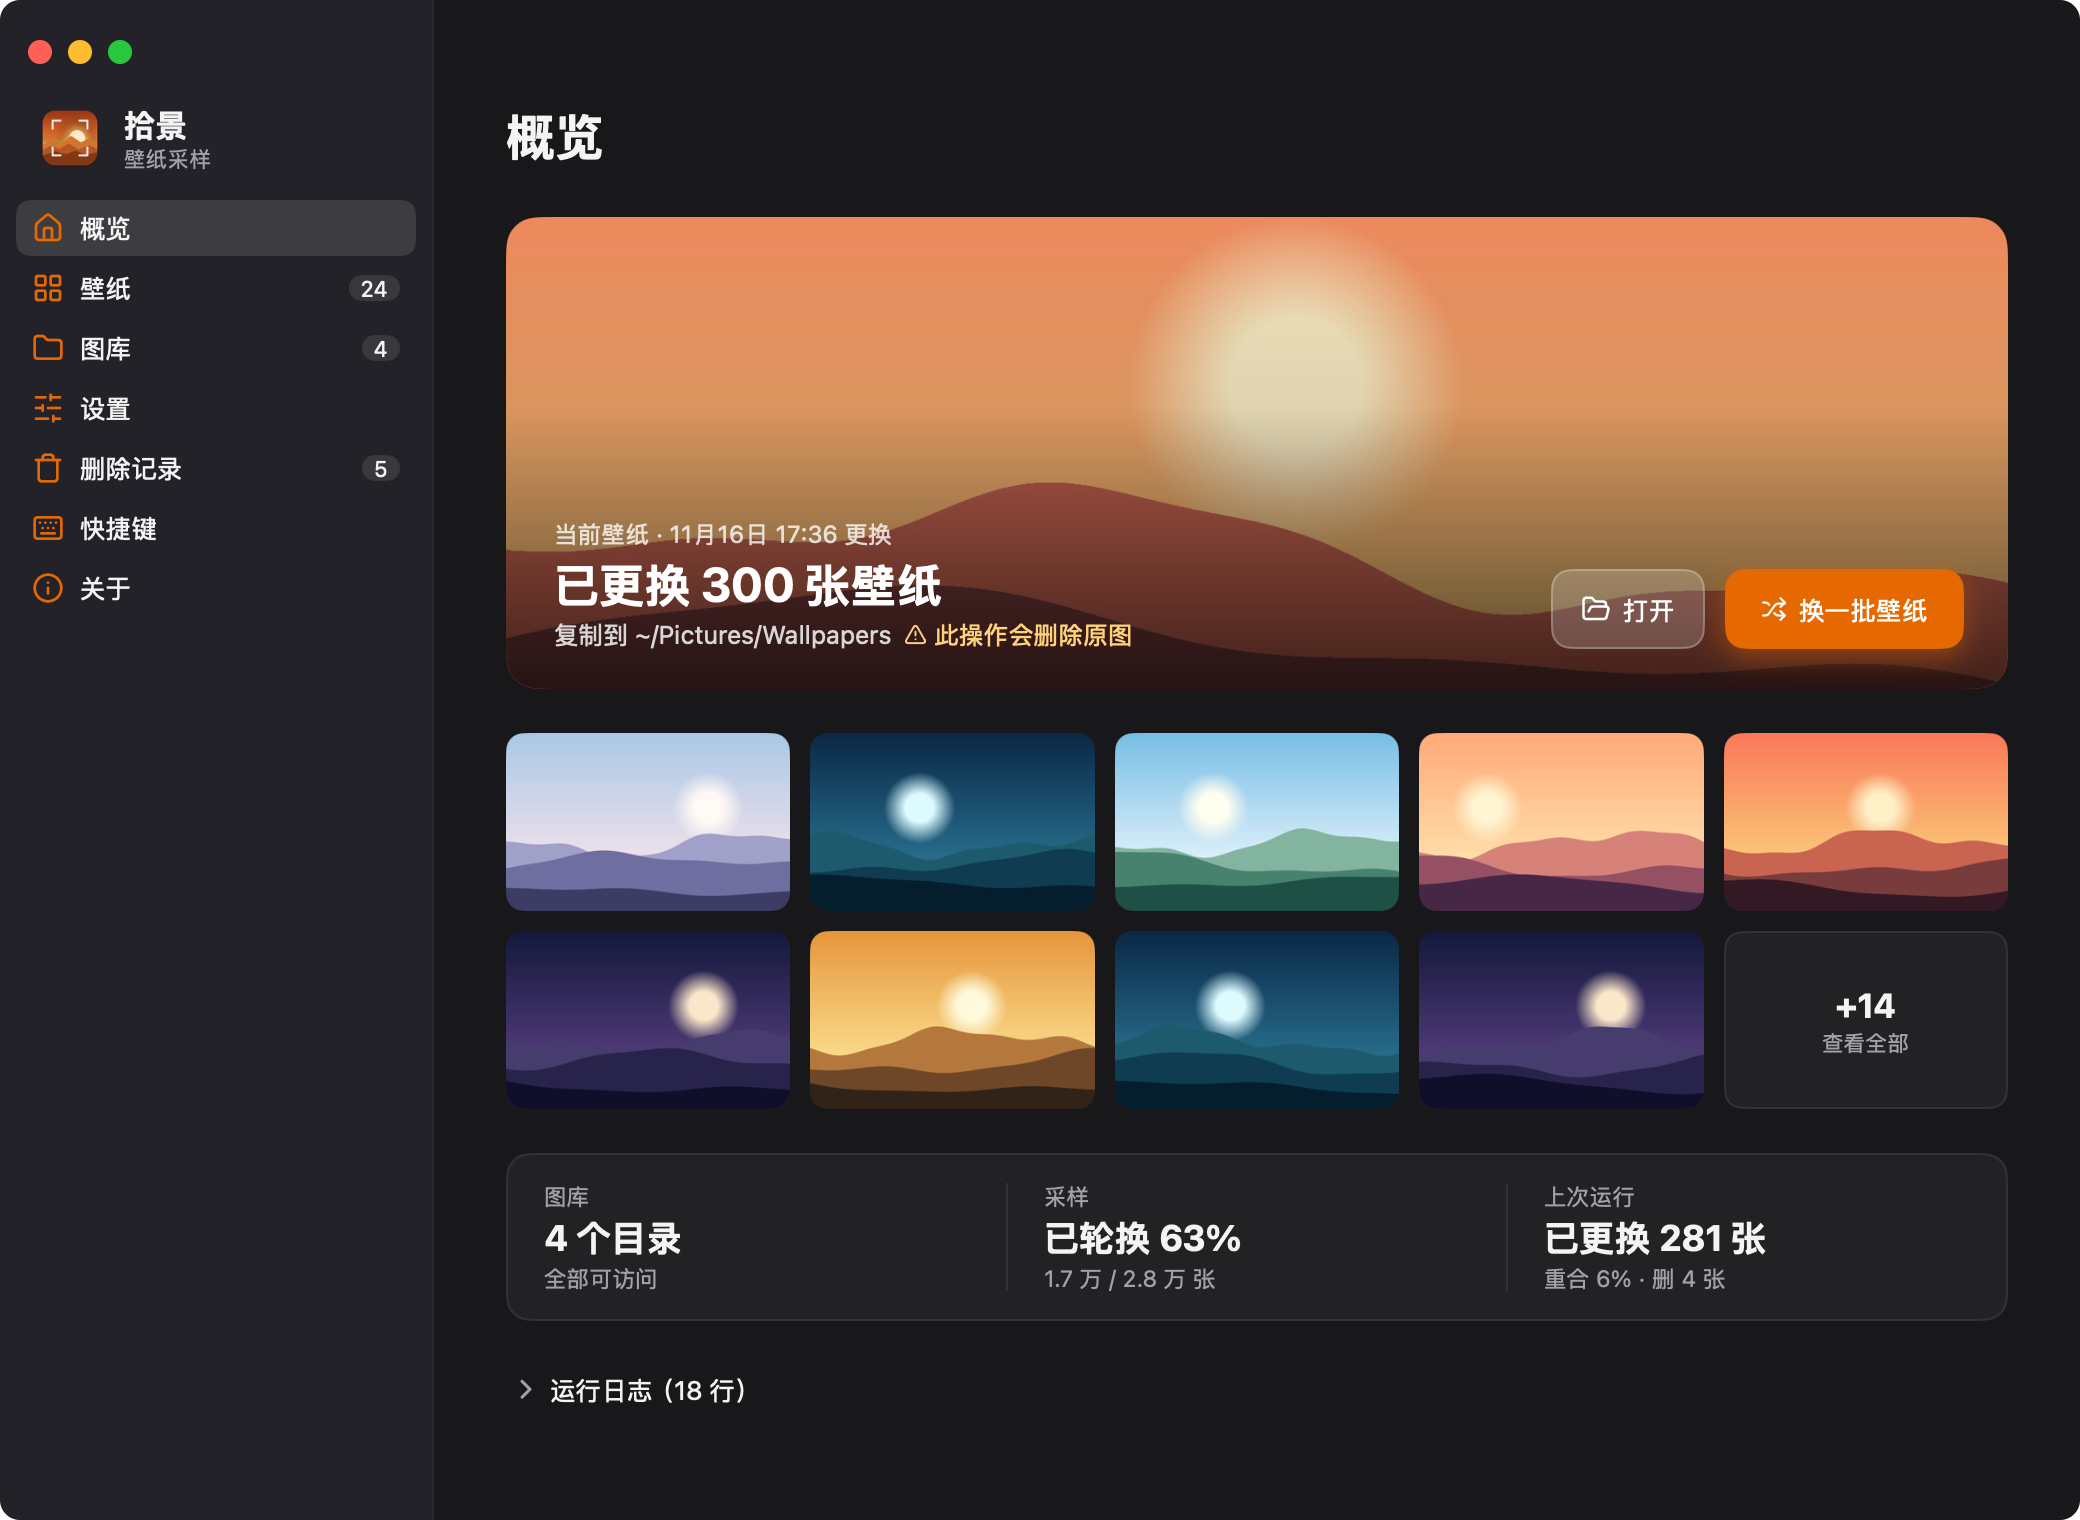 拾景
壁纸采样
概览
壁纸 24
图库 4
设置
删除记录 5
快捷键
关于
概览
当前壁纸 · 11月16日 17:36 更换
已更换 300 张壁纸
复制到 ~/Pictures/Wallpapers 此操作会删除原图
打开
换一批壁纸
+14
查看全部
图库
4 个目录
全部可访问
采样
已轮换 63%
1.7 万 / 2.8 万 张
上次运行
已更换 281 张
重合 6% · 删 4 张
运行日志（18 行）